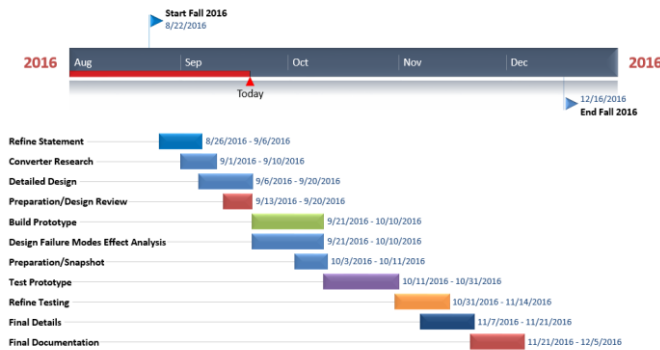 Start Fall 2016
8/22/2016
2016 Aug Sep Oct Nov Dec 2016
Today
12/16/2016
End Fall 2016
Refine Statement 8/26/2016 - 9/6/2016
Converter Research 9/1/2016 - 9/10/2016
Detailed Design 9/6/2016 - 9/20/2016
Preparation/Design Review 9/13/2016 - 9/20/2016
Build Prototype 9/21/2016 - 10/10/2016
Design Failure Modes Effect Analysis 9/21/2016 - 10/10/2016
Preparation/Snapshot 10/3/2016 - 10/11/2016
Test Prototype 10/11/2016 - 10/31/2016
Refine Testing 10/31/2016 - 11/14/2016
Final Details 11/7/2016 - 11/21/2016
Final Documentation 11/21/2016 - 12/5/2016